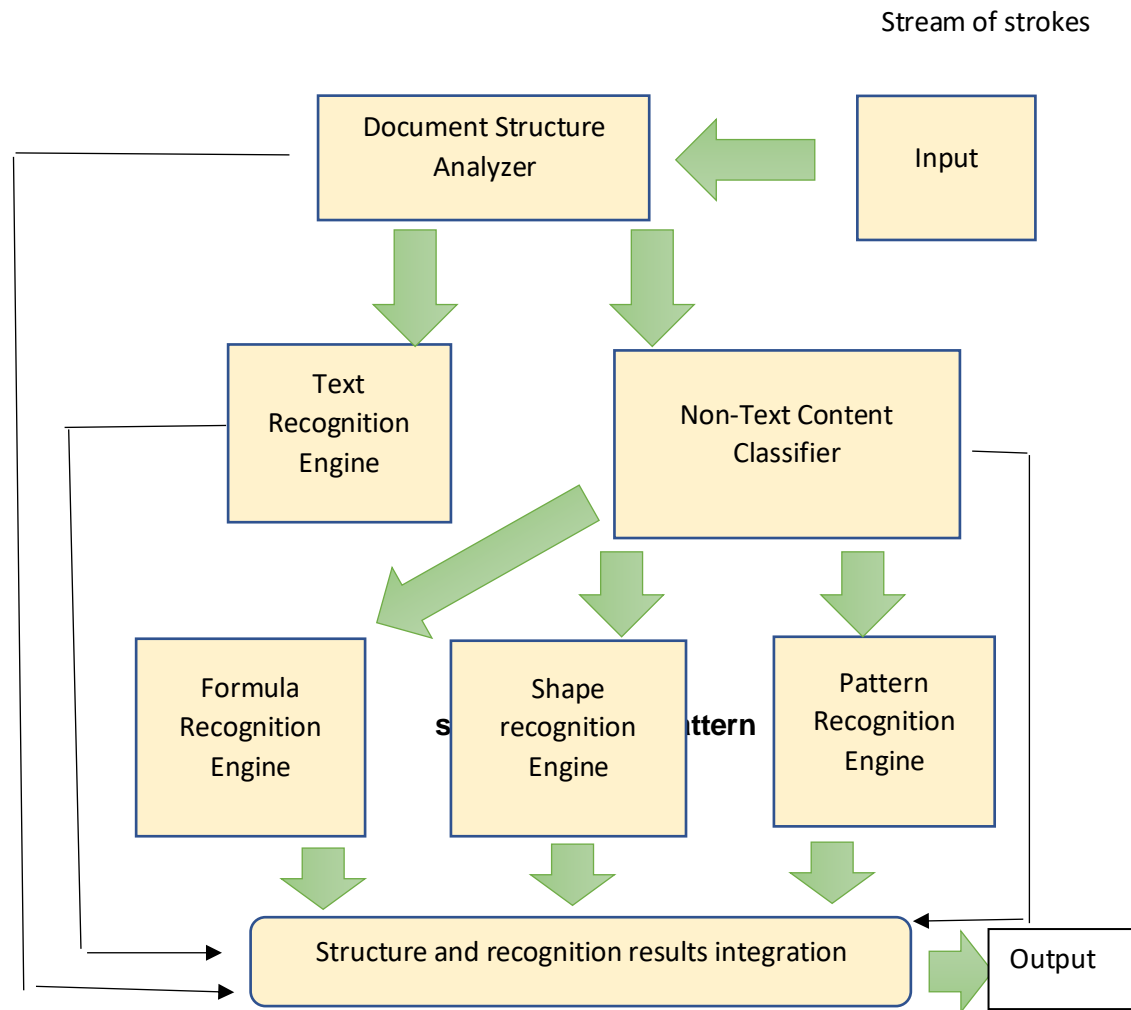 Stream of strokes
Document Structure
Analyzer
Input
Text
Recognition
Engine
Non-Text Content
Classifier
Formula
Recognition
Engine
Shape
recognition
Engine
Pattern
Recognition
Engine
Structure and recognition results integration
Output